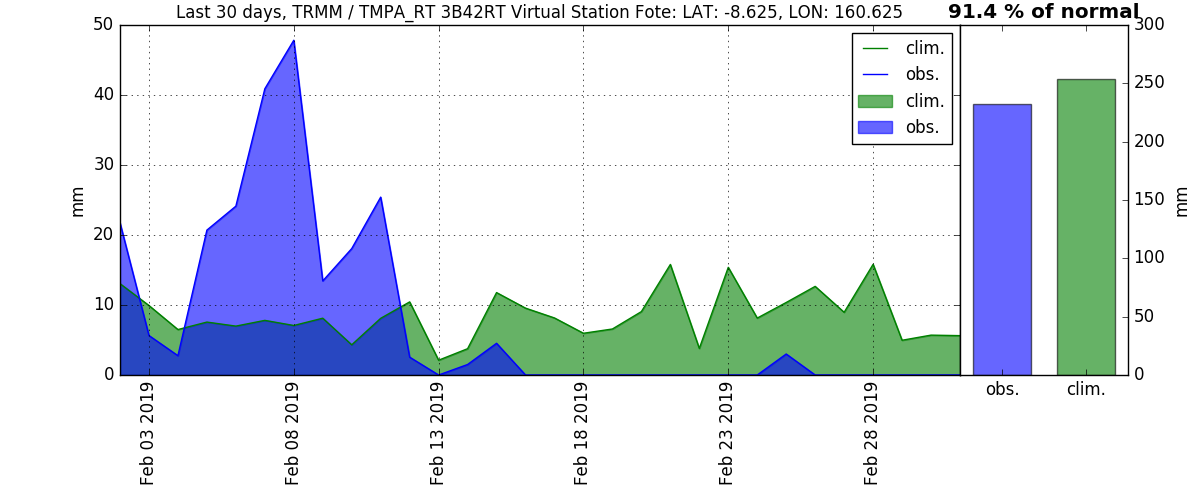 Last 30 days, TRMM / TMPA_RT 3B42RT Virtual Station Fote: LAT: -8.625, LON: 160.625
91.4 % of normal
50
40
30
20
10
0
mm
clim.
obs.
clim.
obs.
300
250
200
150
100
50
0
mm
Feb 03 2019
Feb 08 2019
Feb 13 2019
Feb 18 2019
Feb 23 2019
Feb 28 2019
obs.
clim.